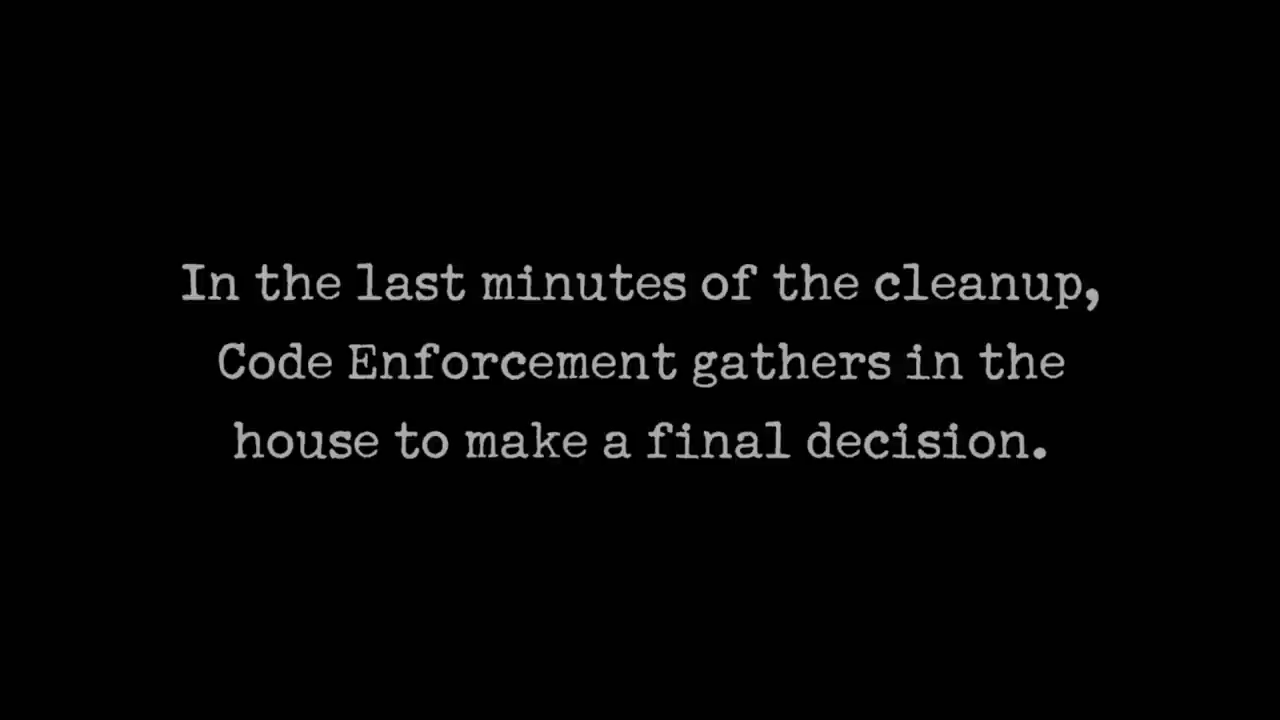 In the last minutes of the cleanup,
Code Enforcement gathers in the
house to make a final decision.